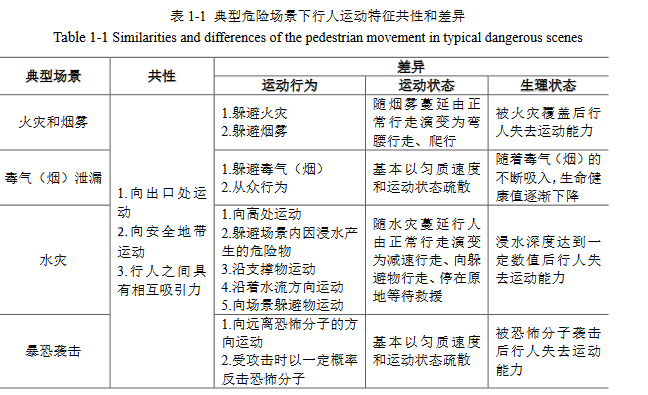 表 1-1 典型危险场景下行人运动特征共性和差异
Table 1-1 Similarities and differences of the pedestrian movement in typical dangerous scenes
典型场景
共性
差异
运动行为
运动状态
生理状态
火灾和烟雾
1.躲避火灾
2.躲避烟雾
随烟雾蔓延由正
常行走演变为弯
腰行走、爬行
被火灾覆盖后行
人失去运动能力
毒气（烟）泄漏
1.向出口处运
动
2.向安全地带
运动
3.行人之间具
有相互吸引力
1.躲避毒气（烟）
2.从众行为
基本以匀质速度
和运动状态疏散
随着毒气（烟）的
不断吸入，生命健
康值逐渐下降
水灾
1.向高处运动
2.躲避场景内因浸水产
生的危险物
3.沿支撑物运动
4.沿着水流方向运动
5.向场景躲避物运动
随水灾蔓延行人
由正常行走演变
为减速行走、向躲
避物行走、停在原
地等待救援
浸水深度达到一
定数值后行人失
去运动能力
暴恐袭击
1.向远离恐怖分子的方
向运动
2.受攻击时以一定概率
反击恐怖分子
基本以匀质速度
和运动状态疏散
被恐怖分子袭击
后行人失去运动
能力